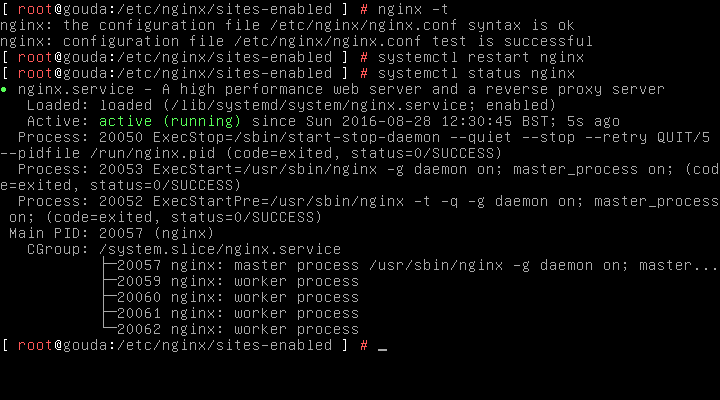 [ root@gouda:/etc/nginx/sites-enabled ] # nginx -t
nginx: the configuration file /etc/nginx/nginx.conf syntax is ok
nginx: configuration file /etc/nginx/nginx.conf test is successful
[ root@gouda:/etc/nginx/sites-enabled ] # systemctl restart nginx
[ root@gouda:/etc/nginx/sites-enabled ] # systemctl status nginx
● nginx.service - A high performance web server and a reverse proxy server
   Loaded: loaded (/lib/systemd/system/nginx.service; enabled)
   Active: active (running) since Sun 2016-08-28 12:30:45 BST; 5s ago
  Process: 20050 ExecStop=/sbin/start-stop-daemon --quiet --stop --retry QUIT/5
--pidfile /run/nginx.pid (code=exited, status=0/SUCCESS)
  Process: 20053 ExecStart=/usr/sbin/nginx -g daemon on; master_process on; (cod
e=exited, status=0/SUCCESS)
  Process: 20052 ExecStartPre=/usr/sbin/nginx -t -q -g daemon on; master_process
 on; (code=exited, status=0/SUCCESS)
 Main PID: 20057 (nginx)
   CGroup: /system.slice/nginx.service
           ├─20057 nginx: master process /usr/sbin/nginx -g daemon on; master...
           ├─20059 nginx: worker process
           ├─20060 nginx: worker process
           ├─20061 nginx: worker process
           └─20062 nginx: worker process
[ root@gouda:/etc/nginx/sites-enabled ] # _